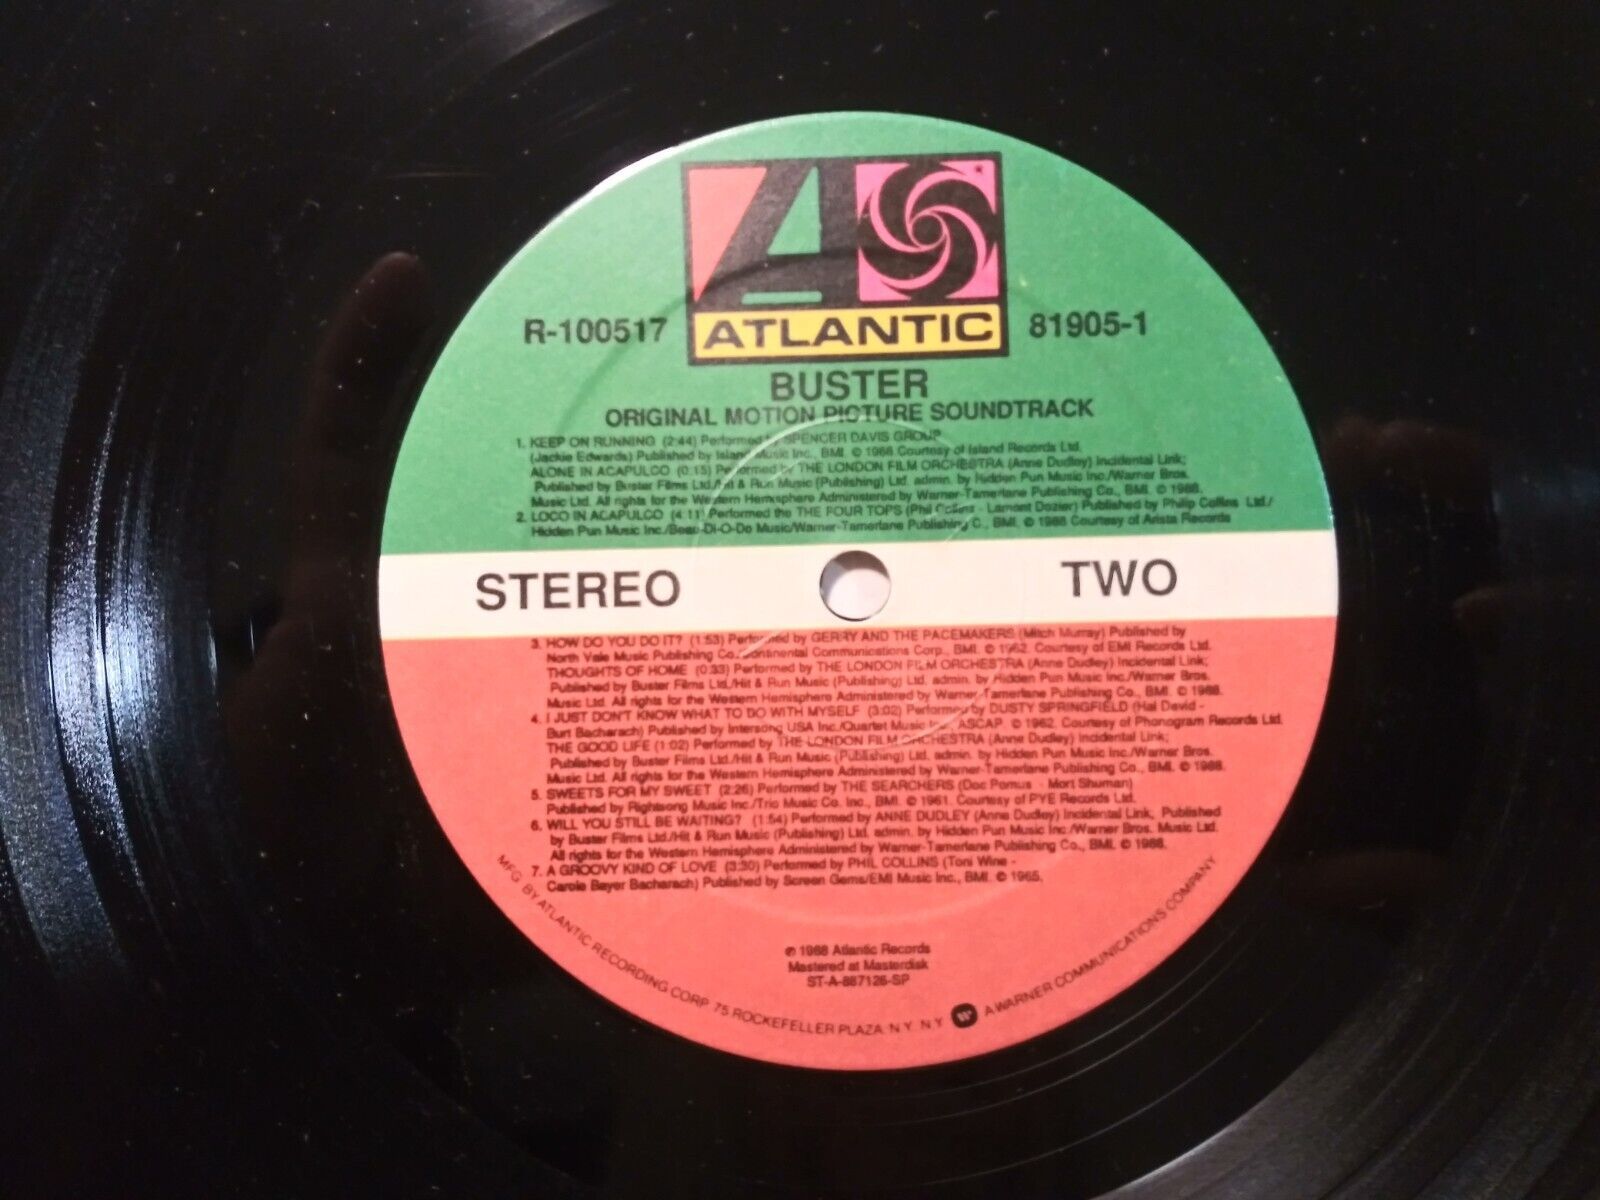 R-100517
ATLANTIC
81905-1
BUSTER
ORIGINAL MOTION PICTURE SOUNDTRACK
1. KEEP ON RUNNING (2:44) Performed by SPENCER DAVIS GROUP
(Jackie Edwards) Published by Island Music Inc., BMI. © 1968 Courtesy of Island Records Ltd.
ALONE IN ACAPULCO (0:15) Performed by THE LONDON FILM ORCHESTRA (Anne Dudley) Incidental Link;
Published by Buster Films Ltd./Hit & Run Music (Publishing) Ltd. admin. by Hidden Pun Music Inc./Warner Bros.
Music Ltd. All rights for the Western Hemisphere Administered by Warner-Tamerlane Publishing Co., BMI. © 1988.
2. LOCO IN ACAPULCO (4:11) Performed the THE FOUR TOPS (Phil Collins - Lamont Dozier) Published by Philip Collins Ltd./
Hidden Pun Music Inc./Beau-Di-O-Do Music/Warner-Tamerlane Publishing C., BMI. © 1988 Courtesy of Arista Records
STEREO
TWO
3. HOW DO YOU DO IT? (1:53) Performed by GERRY AND THE PACEMAKERS (Mitch Murray) Published by
North Vale Music Publishing Co./Continental Communications Corp., BMI. © 1962. Courtesy of EMI Records Ltd.
THOUGHTS OF HOME (0:33) Performed by THE LONDON FILM ORCHESTRA (Anne Dudley) Incidental Link;
Published by Buster Films Ltd./Hit & Run Music (Publishing) Ltd. admin. by Hidden Pun Music Inc./Warner Bros.
Music Ltd. All rights for the Western Hemisphere Administered by Warner-Tamerlane Publishing Co., BMI. © 1988.
4. I JUST DON'T KNOW WHAT TO DO WITH MYSELF (3:02) Performed by DUSTY SPRINGFIELD (Hal David -
Burt Bacharach) Published by Intersong USA Inc./Quartet Music Inc., ASCAP. © 1962. Courtesy of Phonogram Records Ltd.
THE GOOD LIFE (1:02) Performed by THE LONDON FILM ORCHESTRA (Anne Dudley) Incidental Link;
Published by Buster Films Ltd./Hit & Run Music (Publishing) Ltd. admin. by Hidden Pun Music Inc./Warner Bros.
Music Ltd. All rights for the Western Hemisphere Administered by Warner-Tamerlane Publishing Co., BMI. © 1988.
5. SWEETS FOR MY SWEET (2:26) Performed by THE SEARCHERS (Doc Pomus - Mort Shuman)
Published by Rightsong Music Inc./Trio Music Co. Inc., BMI. © 1961. Courtesy of PYE Records Ltd.
6. WILL YOU STILL BE WAITING? (1:54) Performed by ANNE DUDLEY (Anne Dudley) Incidental Link, Published
by Buster Films Ltd./Hit & Run Music (Publishing) Ltd. admin. by Hidden Pun Music Inc./Warner Bros. Music Ltd.
All rights for the Western Hemisphere Administered by Warner-Tamerlane Publishing Co., BMI. © 1988.
7. A GROOVY KIND OF LOVE (3:30) Performed by PHIL COLLINS (Toni Wine -
Carole Bayer Bacharach) Published by Screen Gems/EMI Music Inc., BMI. © 1965.
℗ 1988 Atlantic Records
Mastered at Masterdisk
ST-A-887126-SP
MFG. BY ATLANTIC RECORDING CORP. 75 ROCKEFELLER PLAZA. N.Y. N.Y. A WARNER COMMUNICATIONS COMPANY